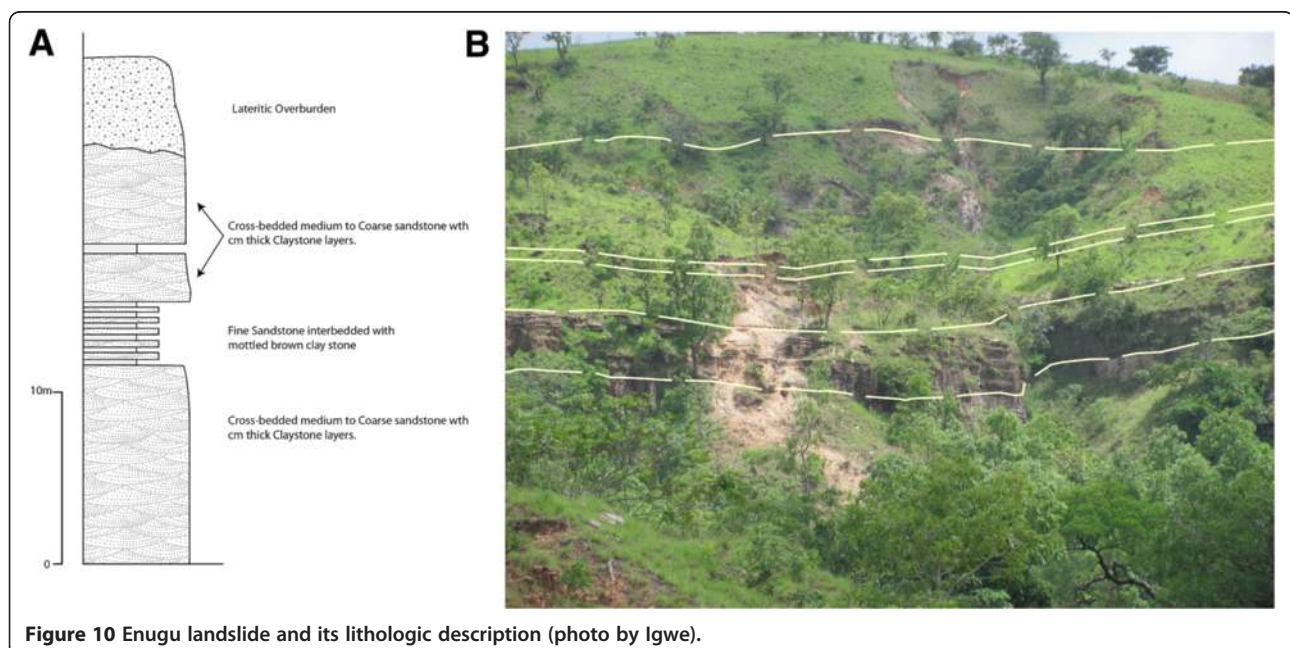 A
B
Lateritic Overburden
Cross-bedded medium to Coarse sandstone wth
cm thick Claystone layers.
Fine Sandstone interbedded with
mottled brown clay stone
10m
Cross-bedded medium to Coarse sandstone wth
cm thick Claystone layers.
0
Figure 10 Enugu landslide and its lithologic description (photo by Igwe).